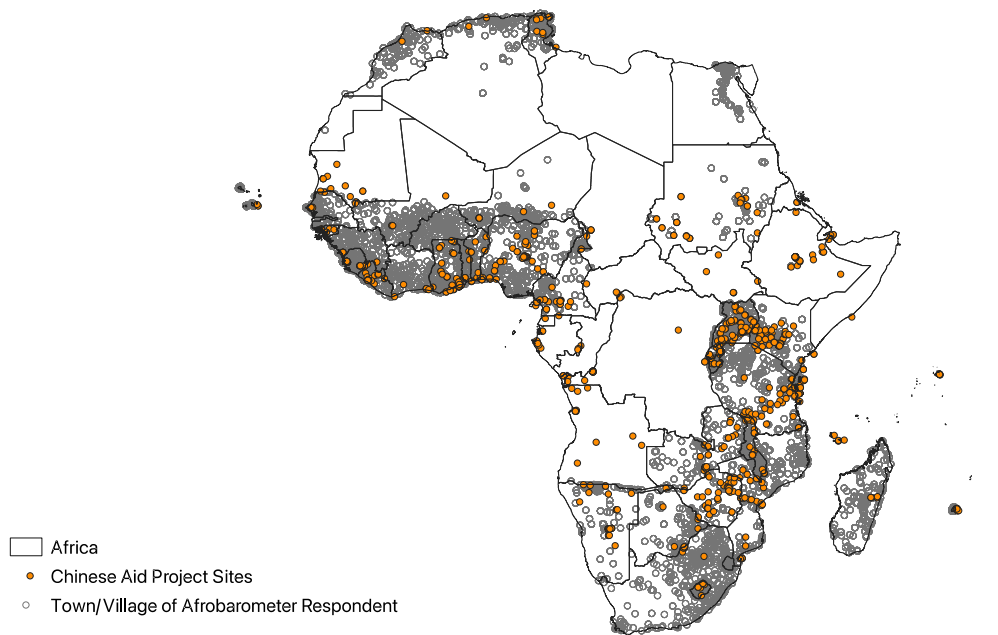 Africa
Chinese Aid Project Sites
Town/Village of Afrobarometer Respondent